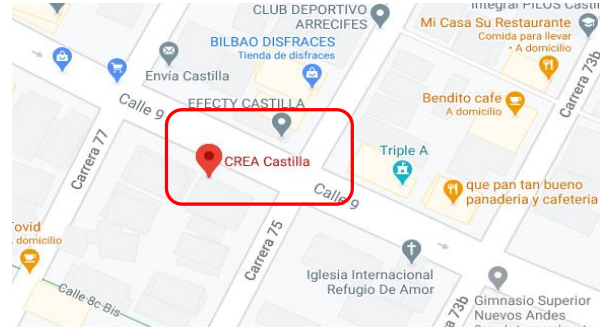 CLUB DEPORTIVO
ARRECIFES
Integral PILOS Castil
Mi Casa Su Restaurante
Comida para llevar
• A domicilio
BILBAO DISFRACES
Tienda de disfraces
Envía Castilla
Carrera 73b
Calle 9
EFECTY CASTILLA
Bendito cafe
A domicilio
Carrera 77
CREA Castilla
Triple A
Calle 9
que pan tan bueno
panaderia y cafeteria
ovid
domicilio
Carrera 75
Iglesia Internacional
Refugio De Amor
Calle 8c Bis
73b
Gimnasio Superior
Nuevos Andes